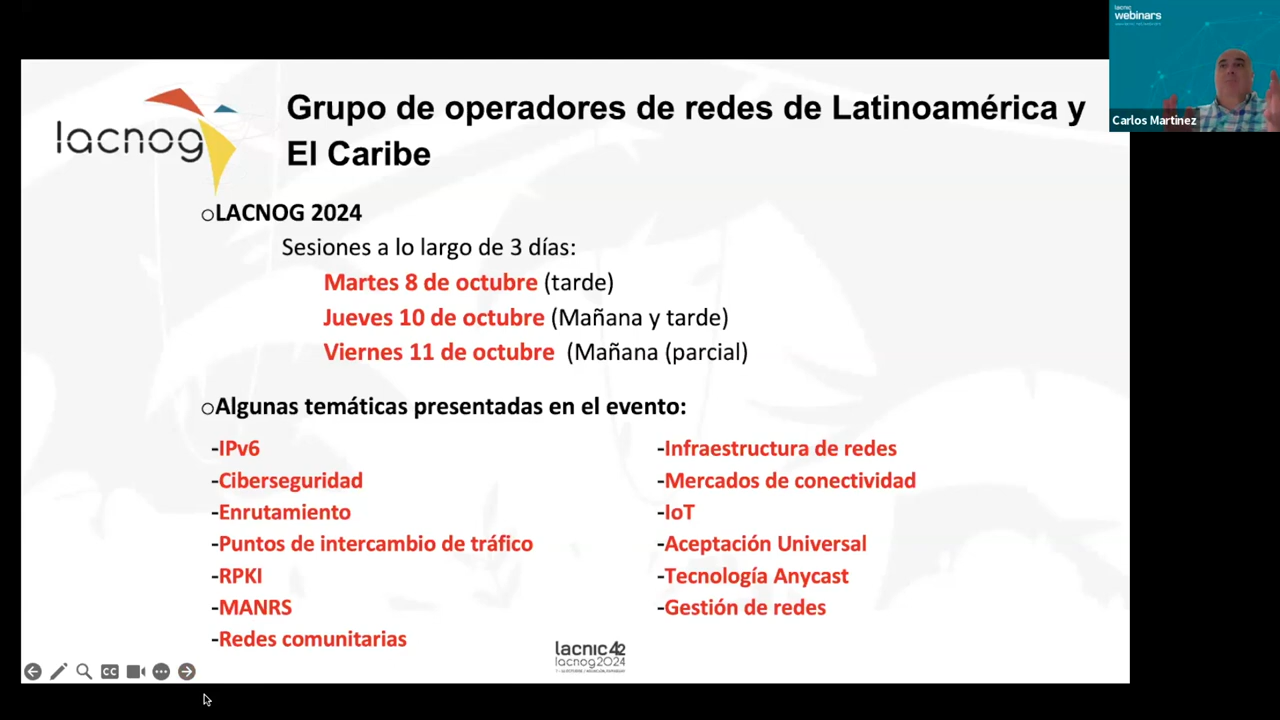 lacnic
webinars
Carlos Martinez
lacnog
Grupo de operadores de redes de Latinoamérica y
El Caribe
oLACNOG 2024
Sesiones a lo largo de 3 días:
Martes 8 de octubre (tarde)
Jueves 10 de octubre (Mañana y tarde)
Viernes 11 de octubre (Mañana (parcial)
oAlgunas temáticas presentadas en el evento:
-IPv6
-Ciberseguridad
-Enrutamiento
-Puntos de intercambio de tráfico
-RPKI
-MANRS
-Redes comunitarias
-Infraestructura de redes
-Mercados de conectividad
-IoT
-Aceptación Universal
-Tecnología Anycast
-Gestión de redes
lacnic42
lacnog2024
CC